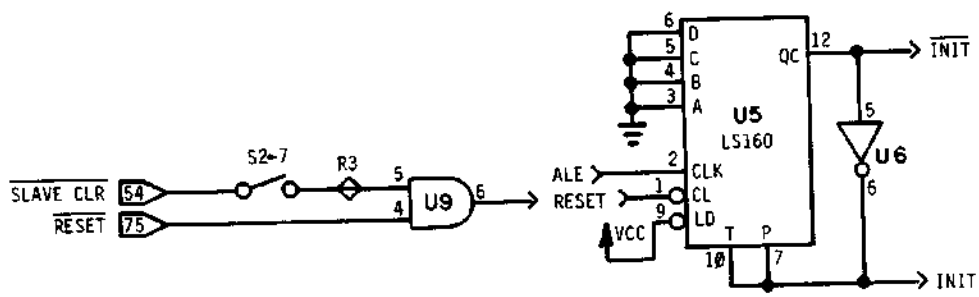 6 D
5 C
4 B
3 A
QC 12
INIT
U5
LS160
5
U6
6
S2-7
R3
SLAVE CLR 54
5
4
U9
6
RESET 75
ALE 2 CLK
RESET 1 CL
9 LD
VCC
T P
10 7
INIT